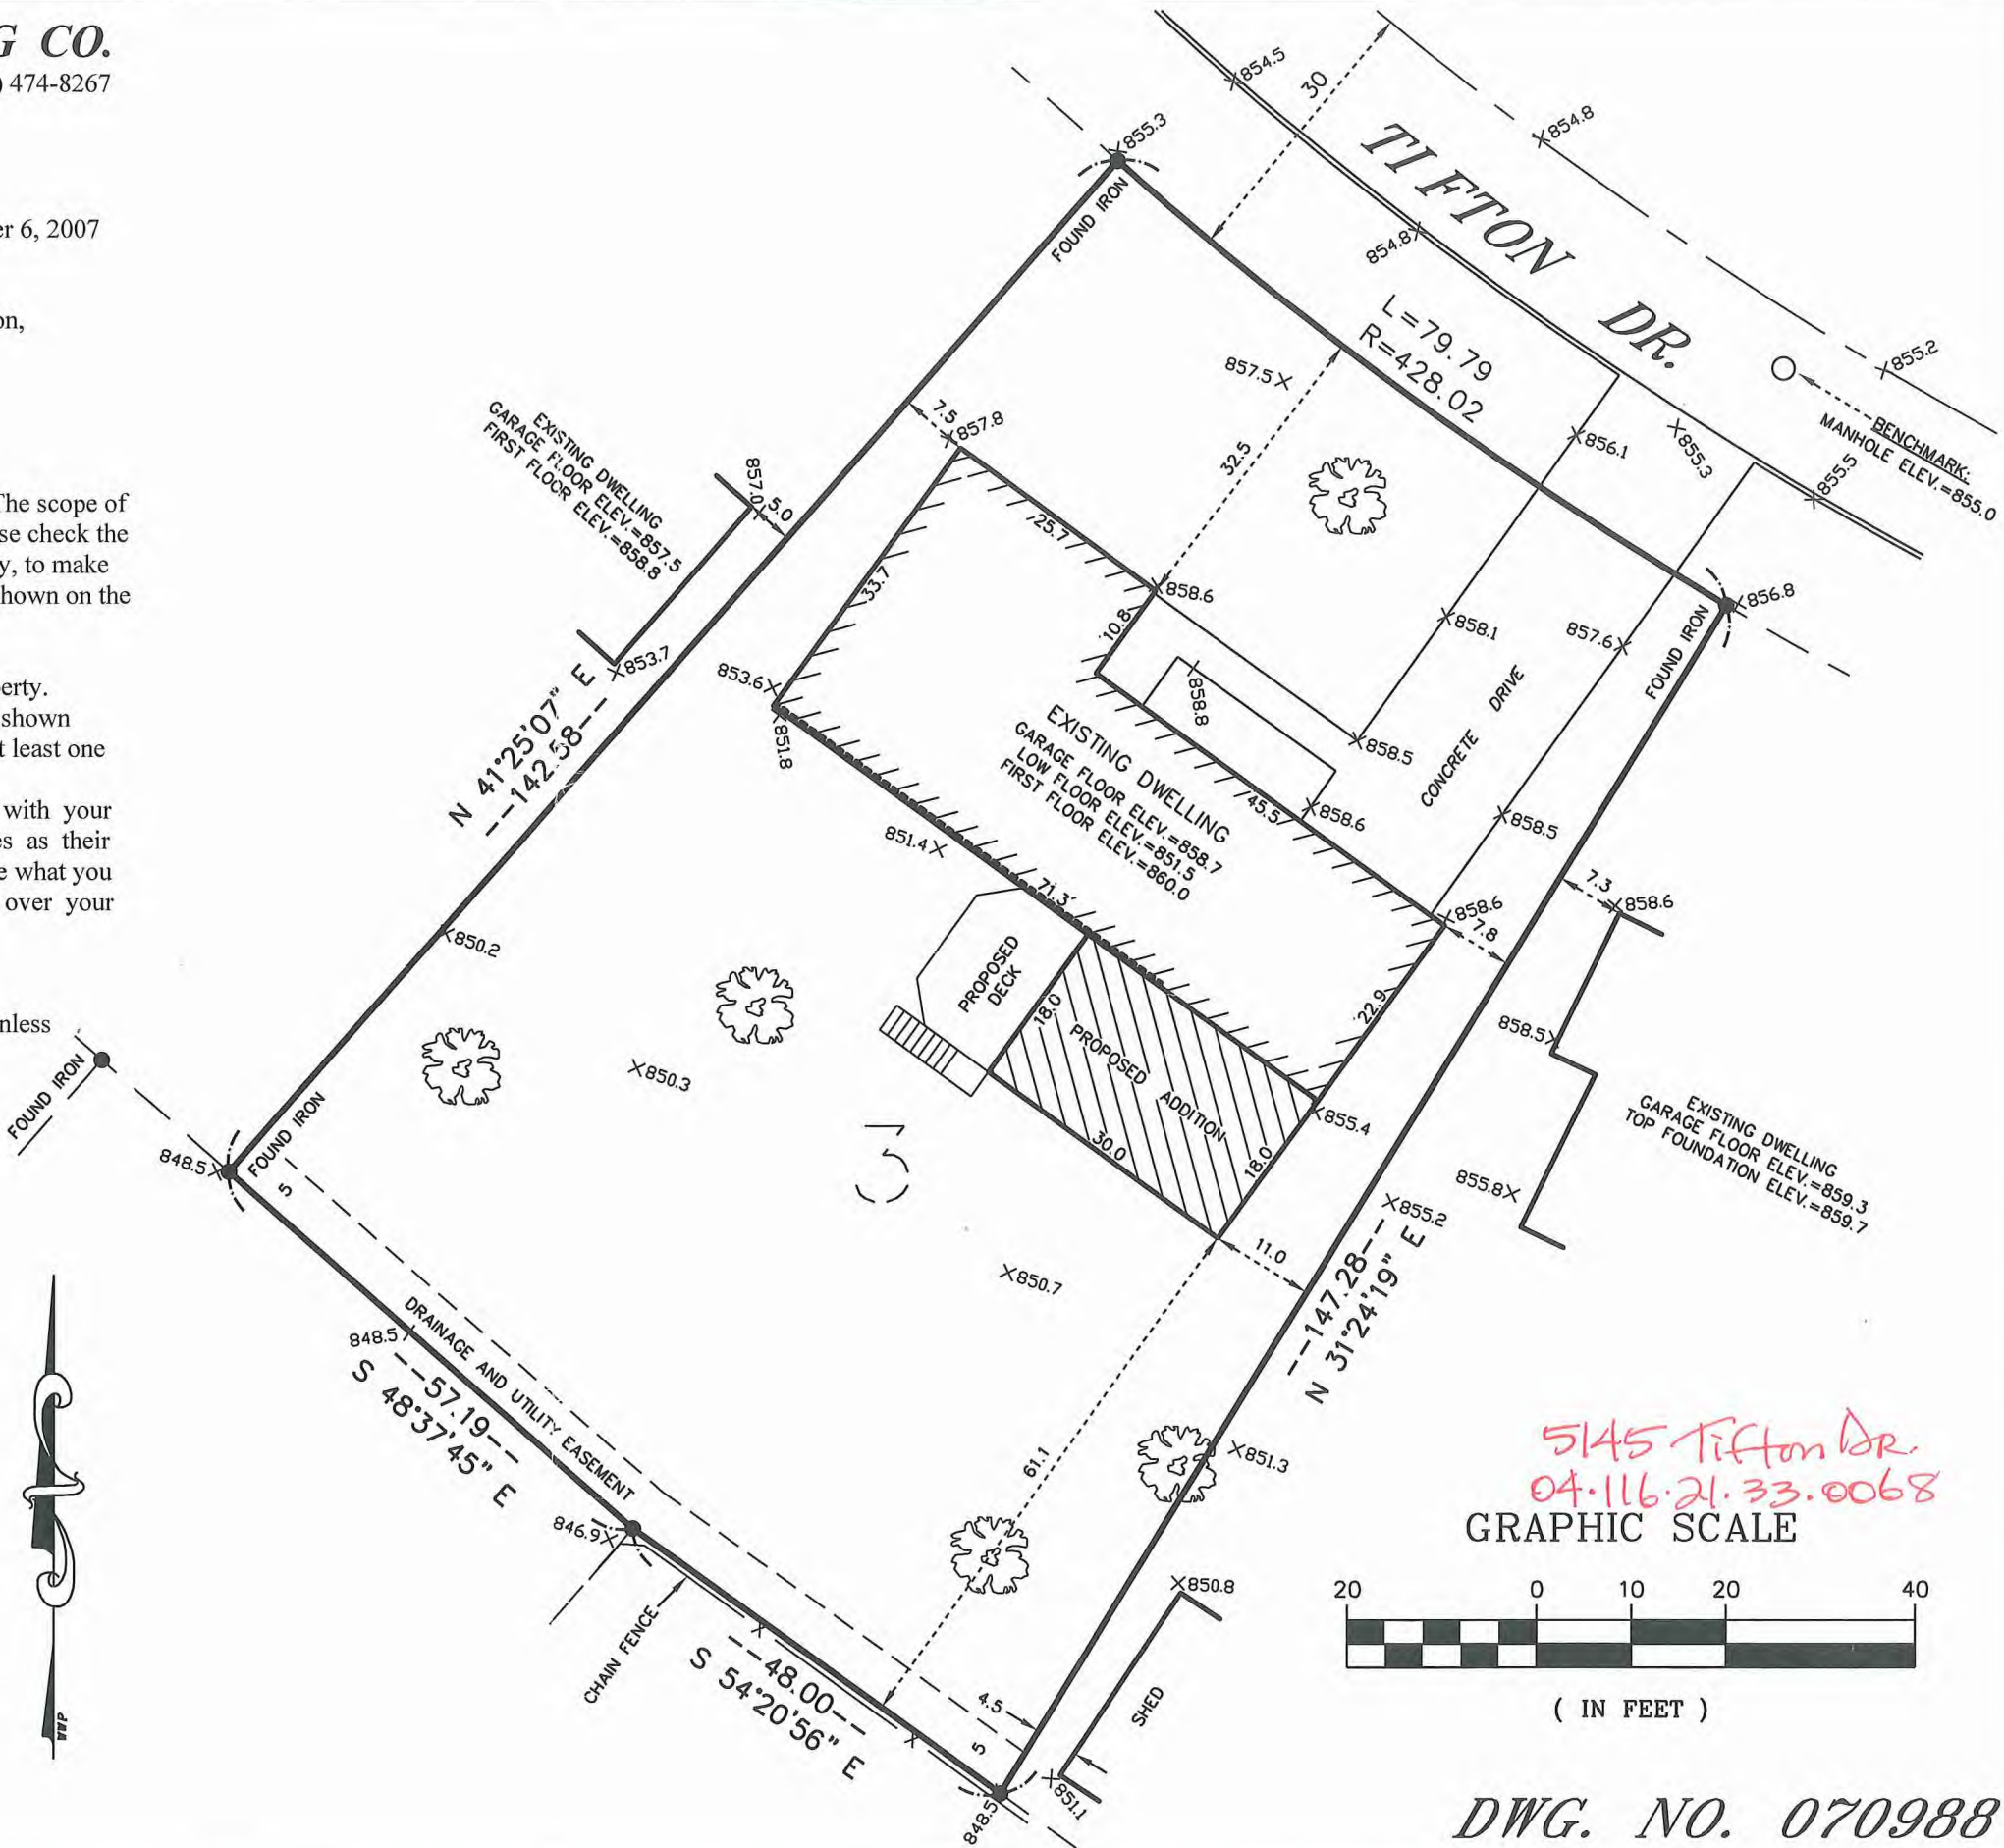 G CO.
) 474-8267
er 6, 2007
on,
The scope of
se check the
y, to make
hown on the
erty.
shown
t least one
with your
es as their
e what you
over your
nless
TIFTON DR.
30
854.5
854.8
855.3
854.8
855.2
855.3
855.5
BENCHMARK:
MANHOLE ELEV.=855.0
FOUND IRON
L=79.79
R=428.02
857.5
856.1
32.5
7.5
857.8
25.7
33.7
858.6
10.8
858.1
857.6
856.8
FOUND IRON
EXISTING DWELLING
GARAGE FLOOR ELEV.=857.5
FIRST FLOOR ELEV.=858.8
857.0
5.0
853.7
853.6
851.8
N 41°25'07" E
--142.58--
858.8
858.5
CONCRETE DRIVE
858.5
EXISTING DWELLING
GARAGE FLOOR ELEV.=858.7
LOW FLOOR ELEV.=851.5
FIRST FLOOR ELEV.=860.0
45.5
858.6
858.6
7.8
7.3
858.6
851.4
71.3
22.9
858.5
850.2
PROPOSED
DECK
18.0
PROPOSED ADDITION
30.0
18.0
855.4
EXISTING DWELLING
GARAGE FLOOR ELEV.=859.3
TOP FOUNDATION ELEV.=859.7
855.8
855.2
11.0
850.3
3
850.7
FOUND IRON
848.5
FOUND IRON
5
DRAINAGE AND UTILITY EASEMENT
848.5
--57.19--
S 48°37'45" E
--147.28--
N 31°24'19" E
61.1
851.3
846.9
CHAIN FENCE
--48.00--
S 54°20'56" E
4.5
5
850.8
SHED
851.1
848.5
WWP
5145 Tifton Dr.
04.116.21.33.0068
GRAPHIC SCALE
20 0 10 20 40
( IN FEET )
DWG. NO. 070988